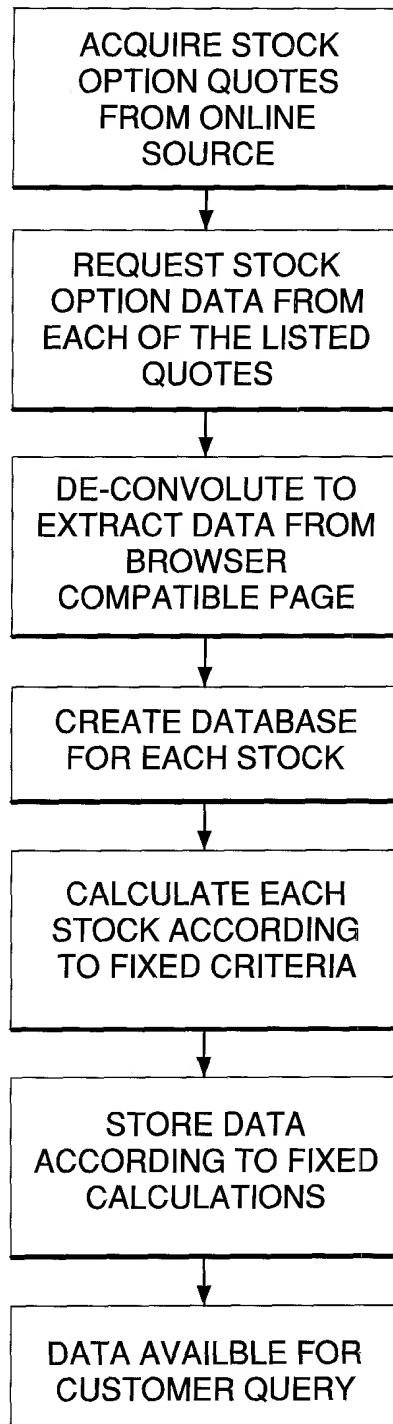 ACQUIRE STOCK
OPTION QUOTES
FROM ONLINE
SOURCE
REQUEST STOCK
OPTION DATA FROM
EACH OF THE LISTED
QUOTES
DE-CONVOLUTE TO
EXTRACT DATA FROM
BROWSER
COMPATIBLE PAGE
CREATE DATABASE
FOR EACH STOCK
CALCULATE EACH
STOCK ACCORDING
TO FIXED CRITERIA
STORE DATA
ACCORDING TO FIXED
CALCULATIONS
DATA AVAILBLE FOR
CUSTOMER QUERY